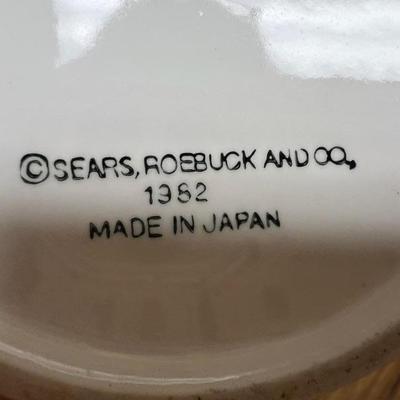 ©SEARS, ROEBUCK AND CO.,
1982
MADE IN JAPAN